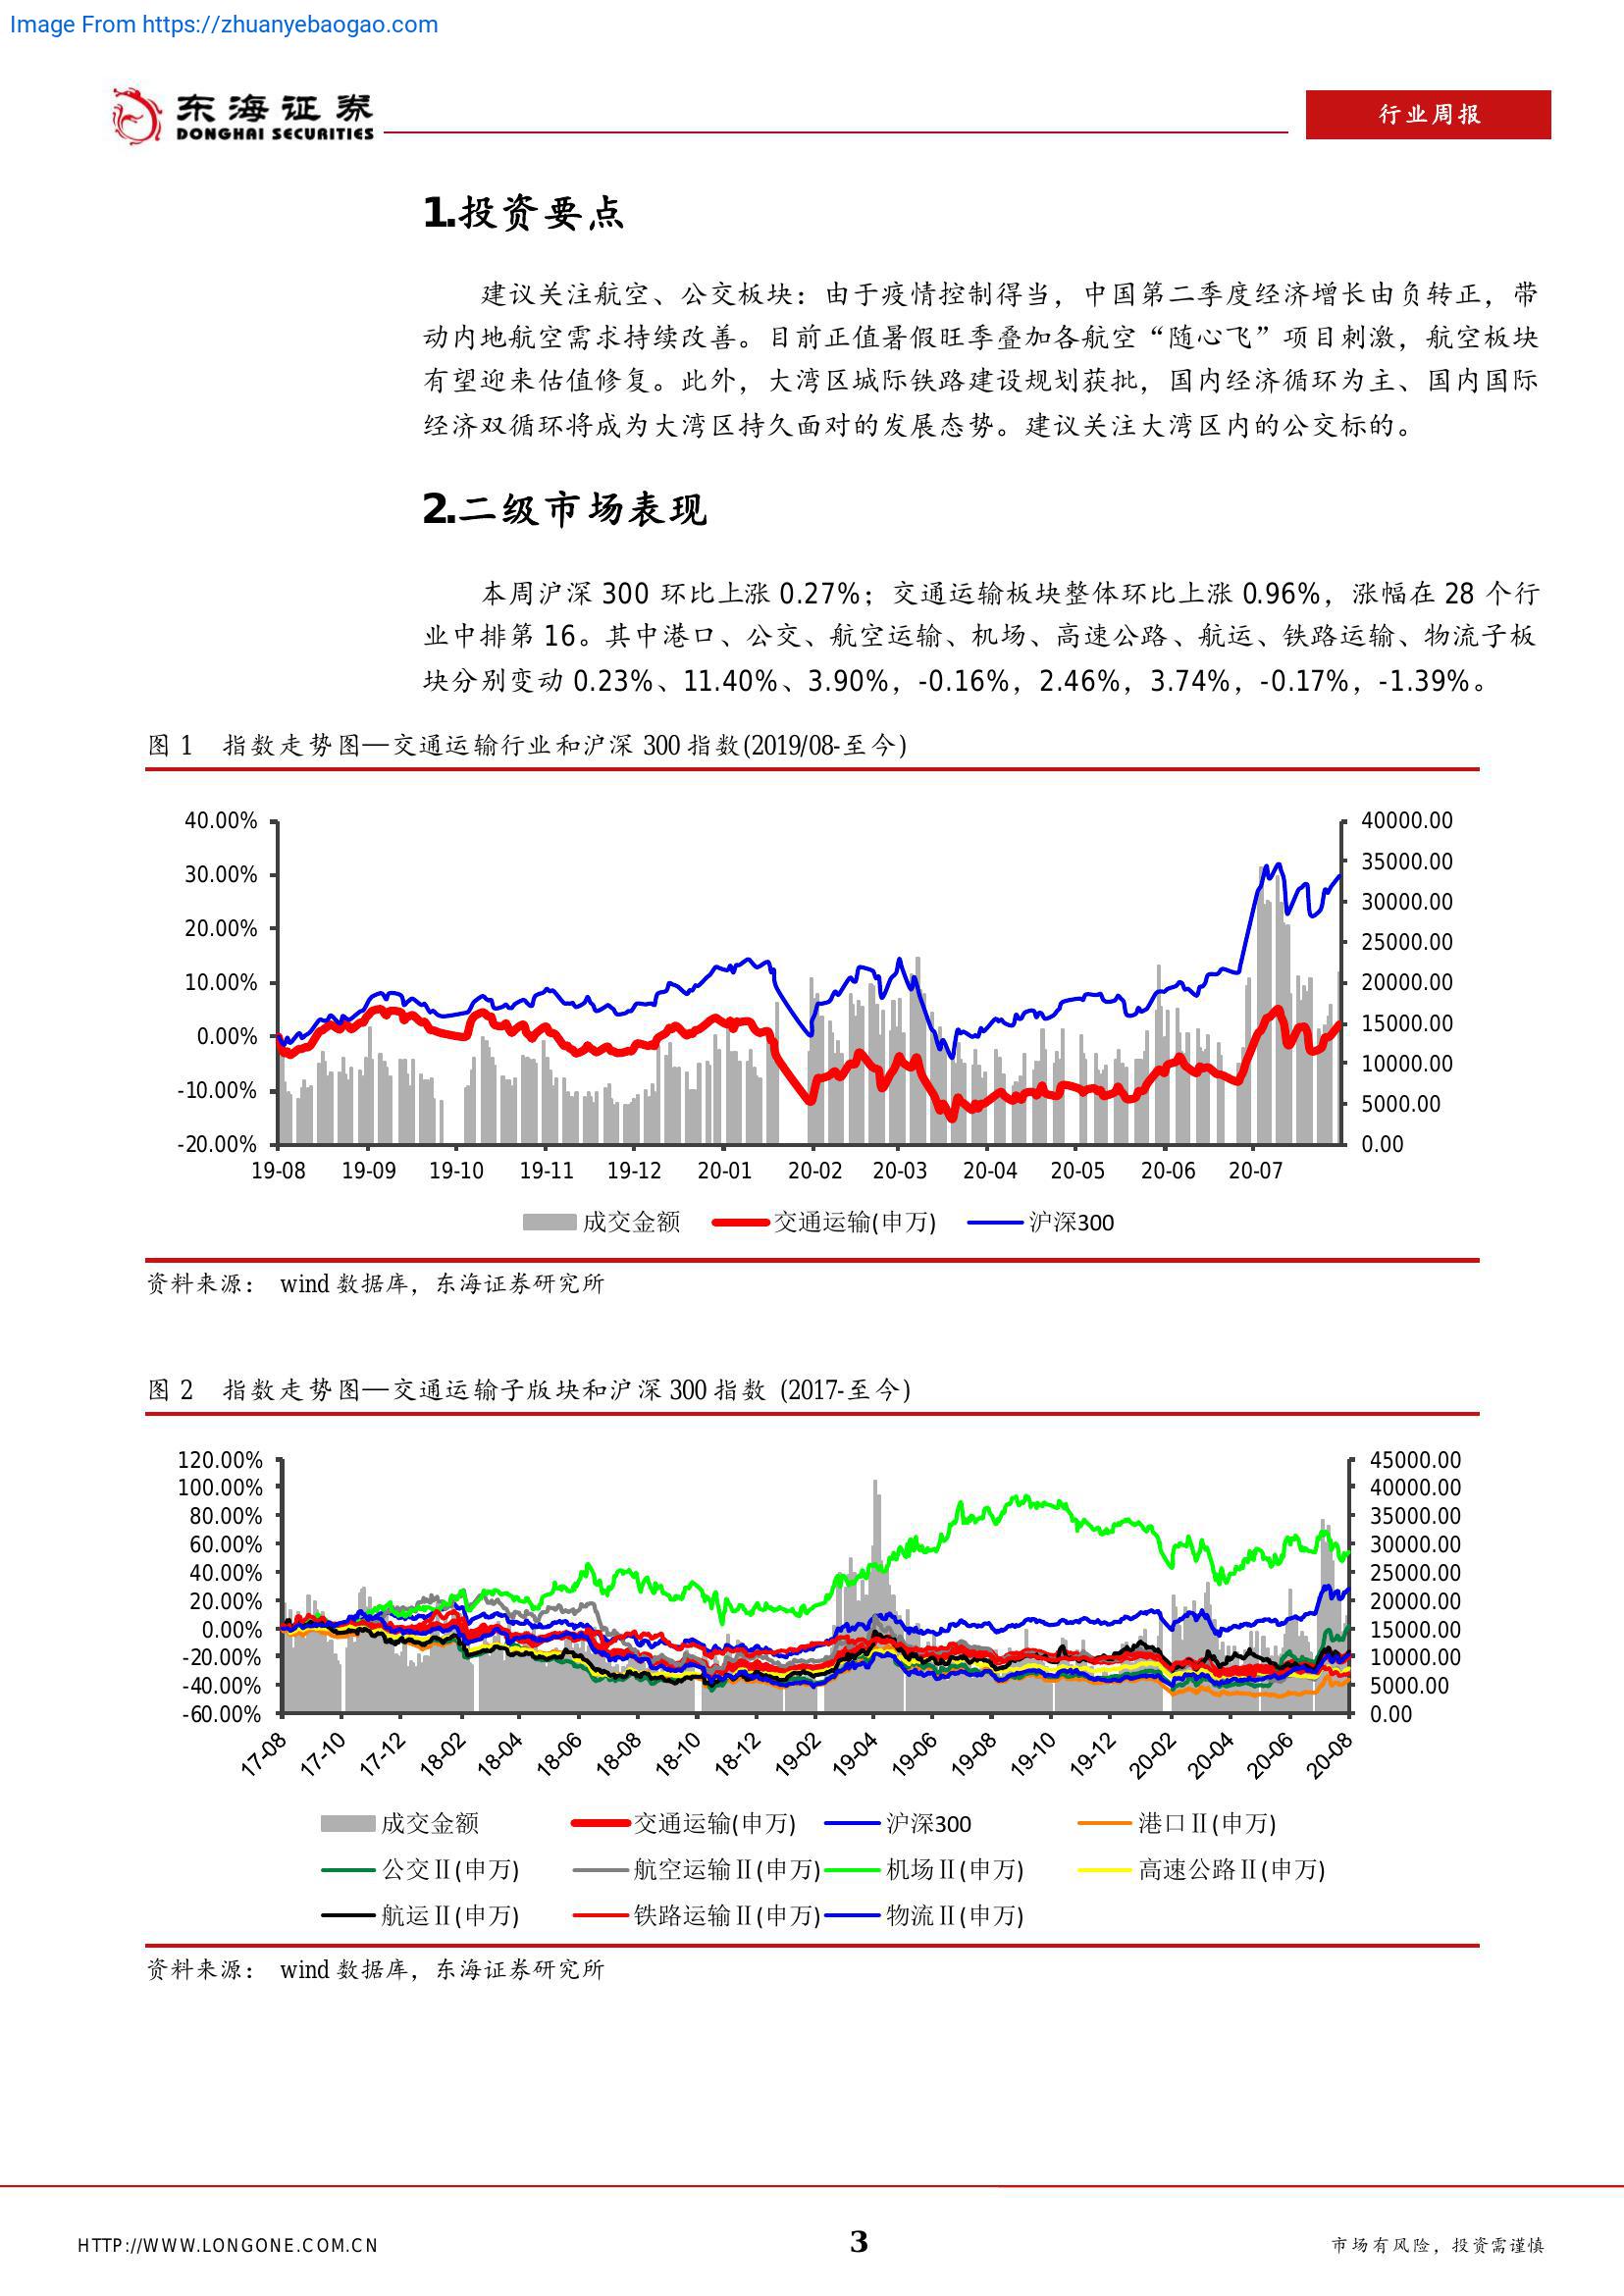 Image From https://zhuanyebaogao.com
东海证券
DONGHAI SECURITIES
行业周报
1.投资要点
建议关注航空、公交板块：由于疫情控制得当，中国第二季度经济增长由负转正，带
动内地航空需求持续改善。目前正值暑假旺季叠加各航空“随心飞”项目刺激，航空板块
有望迎来估值修复。此外，大湾区城际铁路建设规划获批，国内经济循环为主、国内国际
经济双循环将成为大湾区持久面对的发展态势。建议关注大湾区内的公交标的。
2.二级市场表现
本周沪深 300 环比上涨 0.27%；交通运输板块整体环比上涨 0.96%，涨幅在 28 个行
业中排第 16。其中港口、公交、航空运输、机场、高速公路、航运、铁路运输、物流子板
块分别变动 0.23%、11.40%、3.90%，-0.16%，2.46%，3.74%，-0.17%，-1.39%。
图 1 指数走势图—交通运输行业和沪深 300 指数(2019/08-至今)
40.00% 40000.00
35000.00
30.00%
30000.00
20.00%
25000.00
10.00% 20000.00
0.00% 15000.00
10000.00
-10.00%
5000.00
-20.00% 0.00
19-08 19-09 19-10 19-11 19-12 20-01 20-02 20-03 20-04 20-05 20-06 20-07
成交金额 交通运输(申万) 沪深300
资料来源： wind 数据库，东海证券研究所
图 2 指数走势图—交通运输子版块和沪深 300 指数 (2017-至今)
120.00% 45000.00
100.00% 40000.00
80.00% 35000.00
60.00% 30000.00
40.00% 25000.00
20.00% 20000.00
0.00% 15000.00
-20.00% 10000.00
-40.00% 5000.00
-60.00% 0.00
17-08 17-10 17-12 18-02 18-04 18-06 18-08 18-10 18-12 19-02 19-04 19-06 19-08 19-10 19-12 20-02 20-04 20-06 20-08
成交金额 交通运输(申万) 沪深300 港口Ⅱ(申万)
公交Ⅱ(申万) 航空运输Ⅱ(申万) 机场Ⅱ(申万) 高速公路Ⅱ(申万)
航运Ⅱ(申万) 铁路运输Ⅱ(申万) 物流Ⅱ(申万)
资料来源： wind 数据库，东海证券研究所
HTTP://WWW.LONGONE.COM.CN 3 市场有风险，投资需谨慎